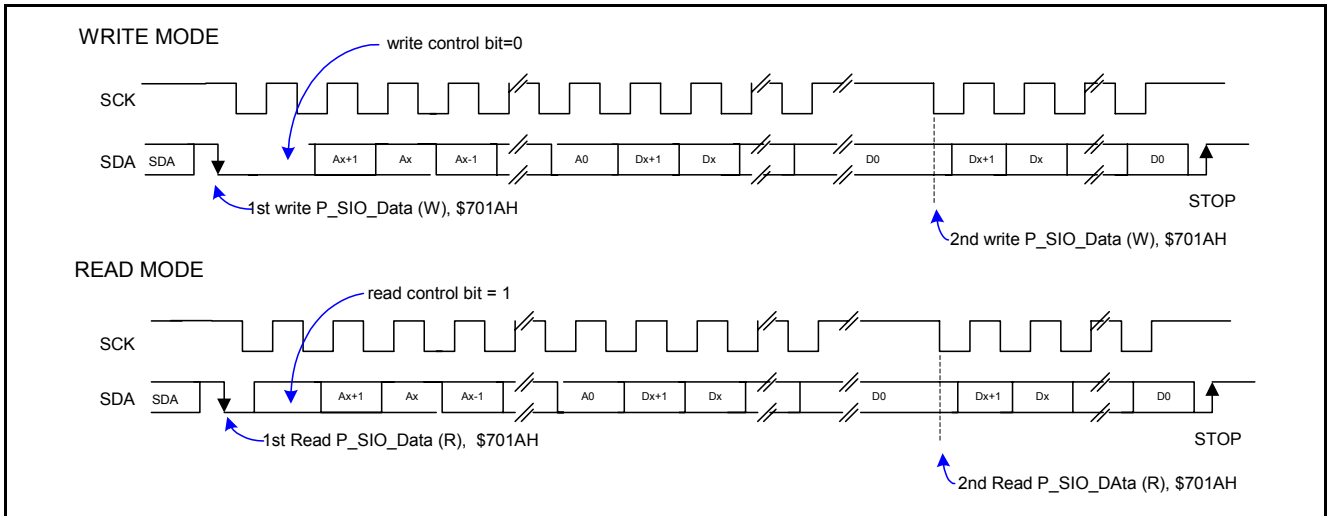 WRITE MODE
write control bit=0
SCK
SDA SDA Ax+1 Ax Ax-1 A0 Dx+1 Dx D0 Dx+1 Dx D0
STOP
1st write P_SIO_Data (W), $701AH
2nd write P_SIO_Data (W), $701AH
READ MODE
read control bit = 1
SCK
SDA SDA Ax+1 Ax Ax-1 A0 Dx+1 Dx D0 Dx+1 Dx D0
STOP
1st Read P_SIO_Data (R), $701AH
2nd Read P_SIO_DAta (R), $701AH